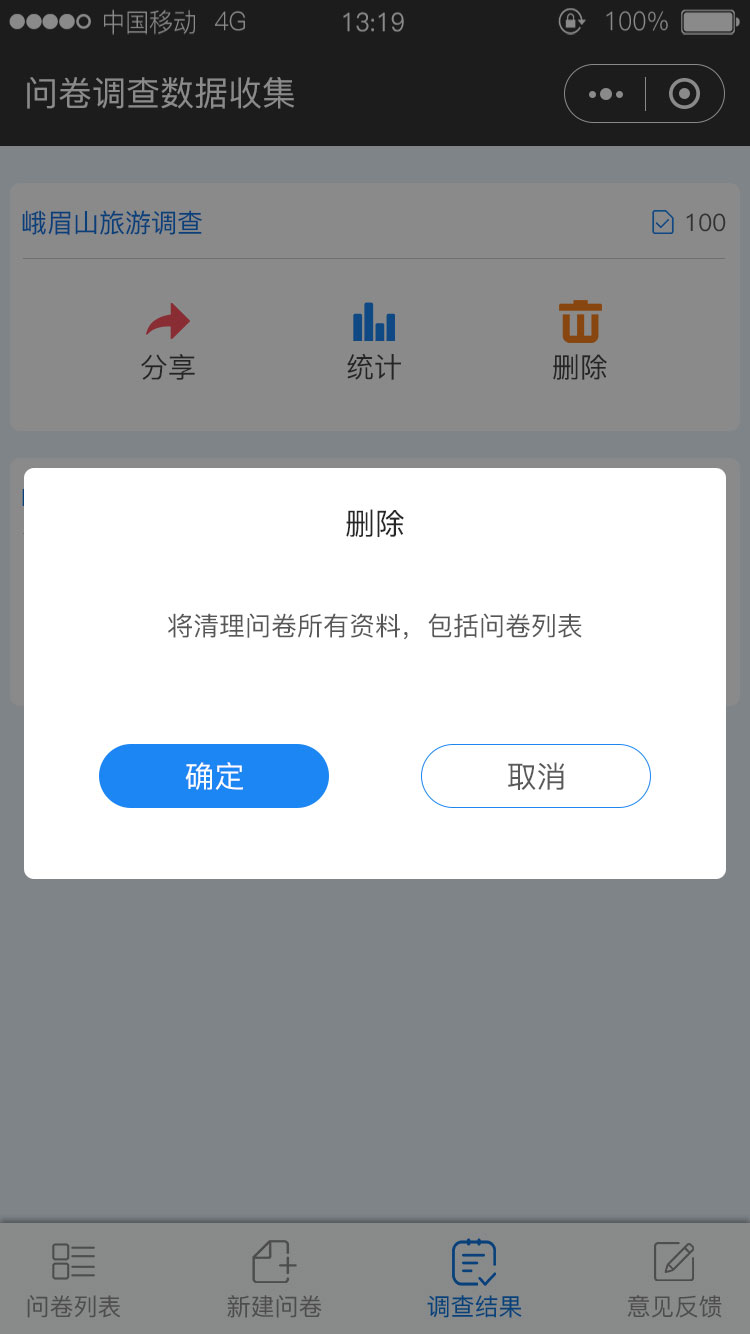 中国移动 4G 13:19 100%
问卷调查数据收集
峨眉山旅游调查 100
分享 统计 删除
删除
将清理问卷所有资料，包括问卷列表
确定 取消
问卷列表 新建问卷 调查结果 意见反馈